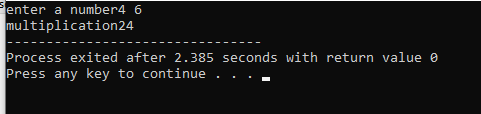 enter a number4 6
multiplication24
--------------------------------
Process exited after 2.385 seconds with return value 0
Press any key to continue . . .